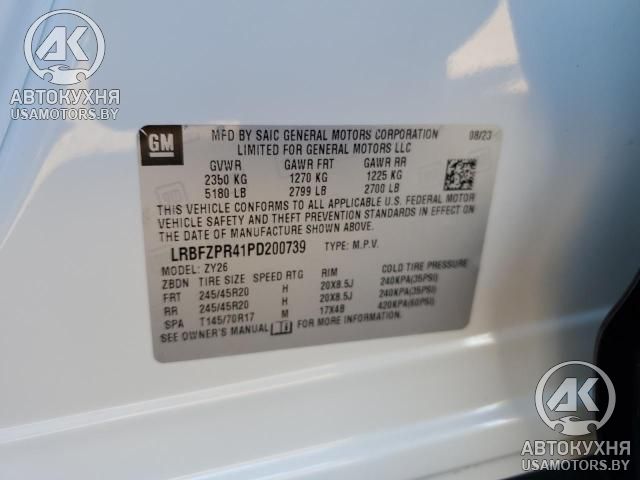 AK
АВТОКУХНЯ
USAMOTORS.BY
GM
MFD BY SAIC GENERAL MOTORS CORPORATION 08/23
LIMITED FOR GENERAL MOTORS LLC
GVWR GAWR FRT GAWR RR
2350 KG 1270 KG 1225 KG
5180 LB 2799 LB 2700 LB
THIS VEHICLE CONFORMS TO ALL APPLICABLE U.S. FEDERAL MOTOR
VEHICLE SAFETY AND THEFT PREVENTION STANDARDS IN EFFECT ON
THE DATE OF MANUFACTURE SHOWN ABOVE.
LRBFZPR41PD200739 TYPE: M.P.V.
MODEL: ZY26
ZBDN TIRE SIZE SPEED RTG RIM COLD TIRE PRESSURE
FRT 245/45R20 H 20X8.5J 240KPA(35PSI)
RR 245/45R20 H 20X8.5J 240KPA(35PSI)
SPA T145/70R17 M 17X4B 420KPA(60PSI)
SEE OWNER'S MANUAL FOR MORE INFORMATION.
AK
АВТОКУХНЯ
USAMOTORS.BY